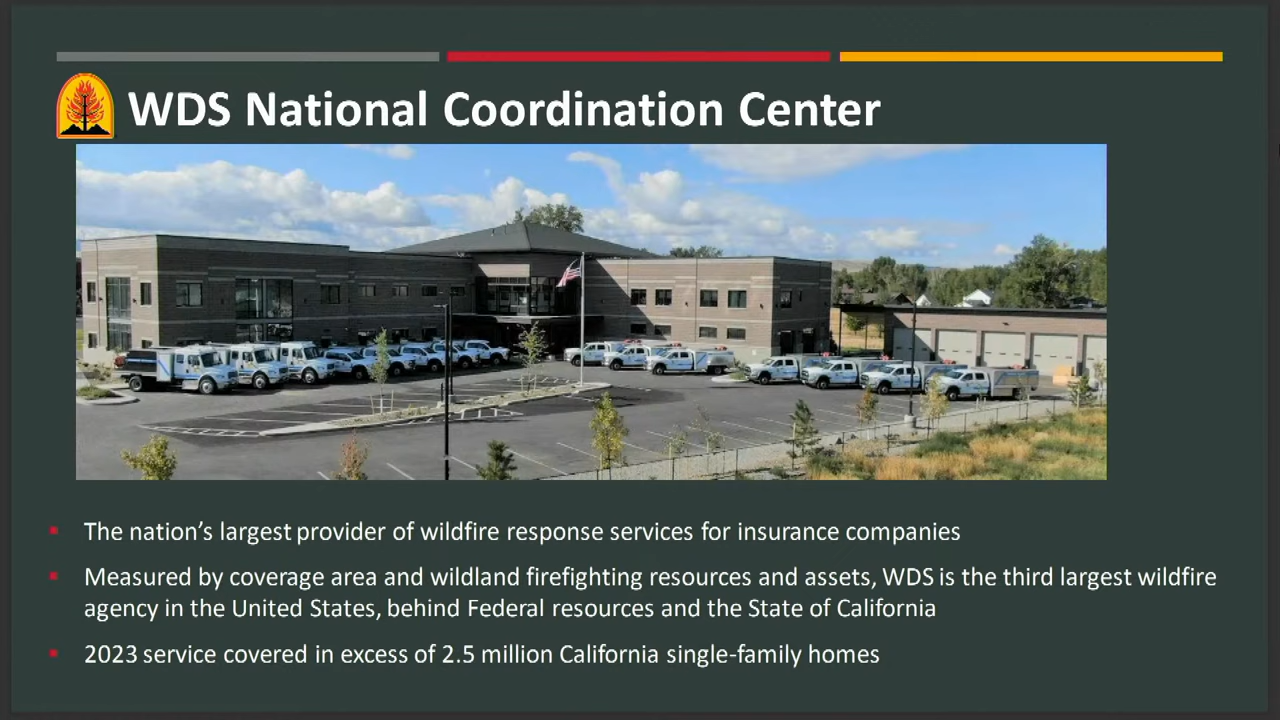 WDS National Coordination Center
The nation’s largest provider of wildfire response services for insurance companies
Measured by coverage area and wildland firefighting resources and assets, WDS is the third largest wildfire
agency in the United States, behind Federal resources and the State of California
2023 service covered in excess of 2.5 million California single-family homes